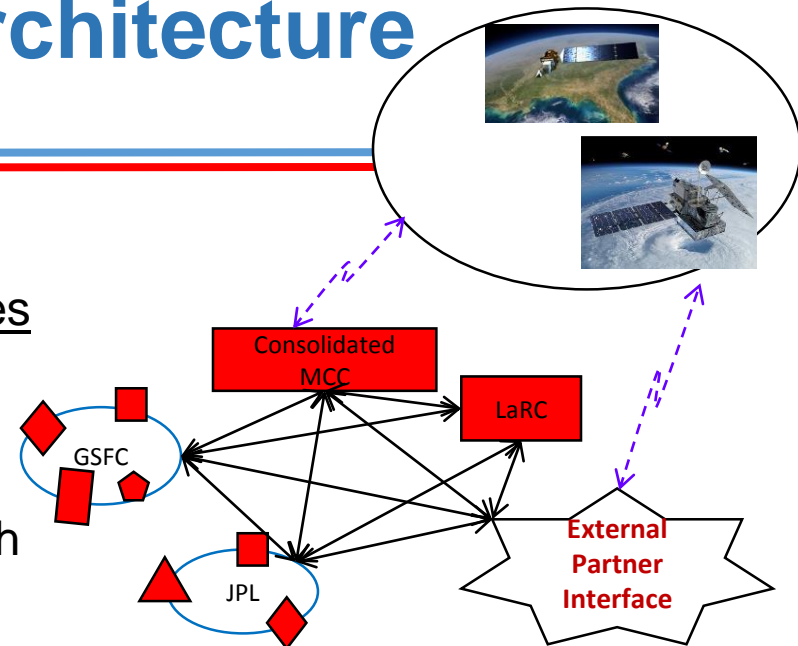 rchitecture
es
Consolidated
MCC
LaRC
GSFC
h
External
Partner
Interface
JPL